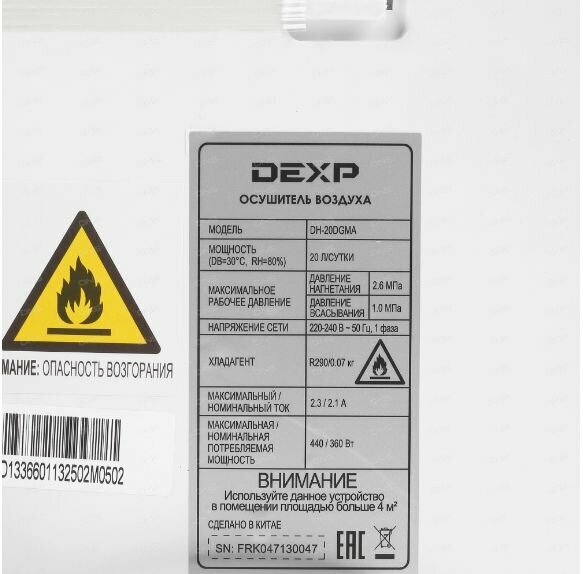 DEXP
ОСУШИТЕЛЬ ВОЗДУХА
МОДЕЛЬ DH-20DGMA
МОЩНОСТЬ
(DB=30°C, RH=80%) 20 Л/СУТКИ
МАКСИМАЛЬНОЕ
РАБОЧЕЕ ДАВЛЕНИЕ
ДАВЛЕНИЕ
НАГНЕТАНИЯ 2.6 МПа
ДАВЛЕНИЕ
ВСАСЫВАНИЯ 1.0 МПа
НАПРЯЖЕНИЕ СЕТИ 220-240 В ~ 50 Гц, 1 фаза
ХЛАДАГЕНТ R290/0.07 кг
МАКСИМАЛЬНЫЙ /
НОМИНАЛЬНЫЙ ТОК 2.3 / 2.1 А
МАКСИМАЛЬНАЯ /
НОМИНАЛЬНАЯ
ПОТРЕБЛЯЕМАЯ
МОЩНОСТЬ 440 / 360 Вт
ВНИМАНИЕ
Используйте данное устройство
в помещении площадью больше 4 м²
СДЕЛАНО В КИТАЕ
SN: FRK047130047
EAC
МАНИЕ: ОПАСНОСТЬ ВОЗГОРАНИЯ
D1336601132502M0502